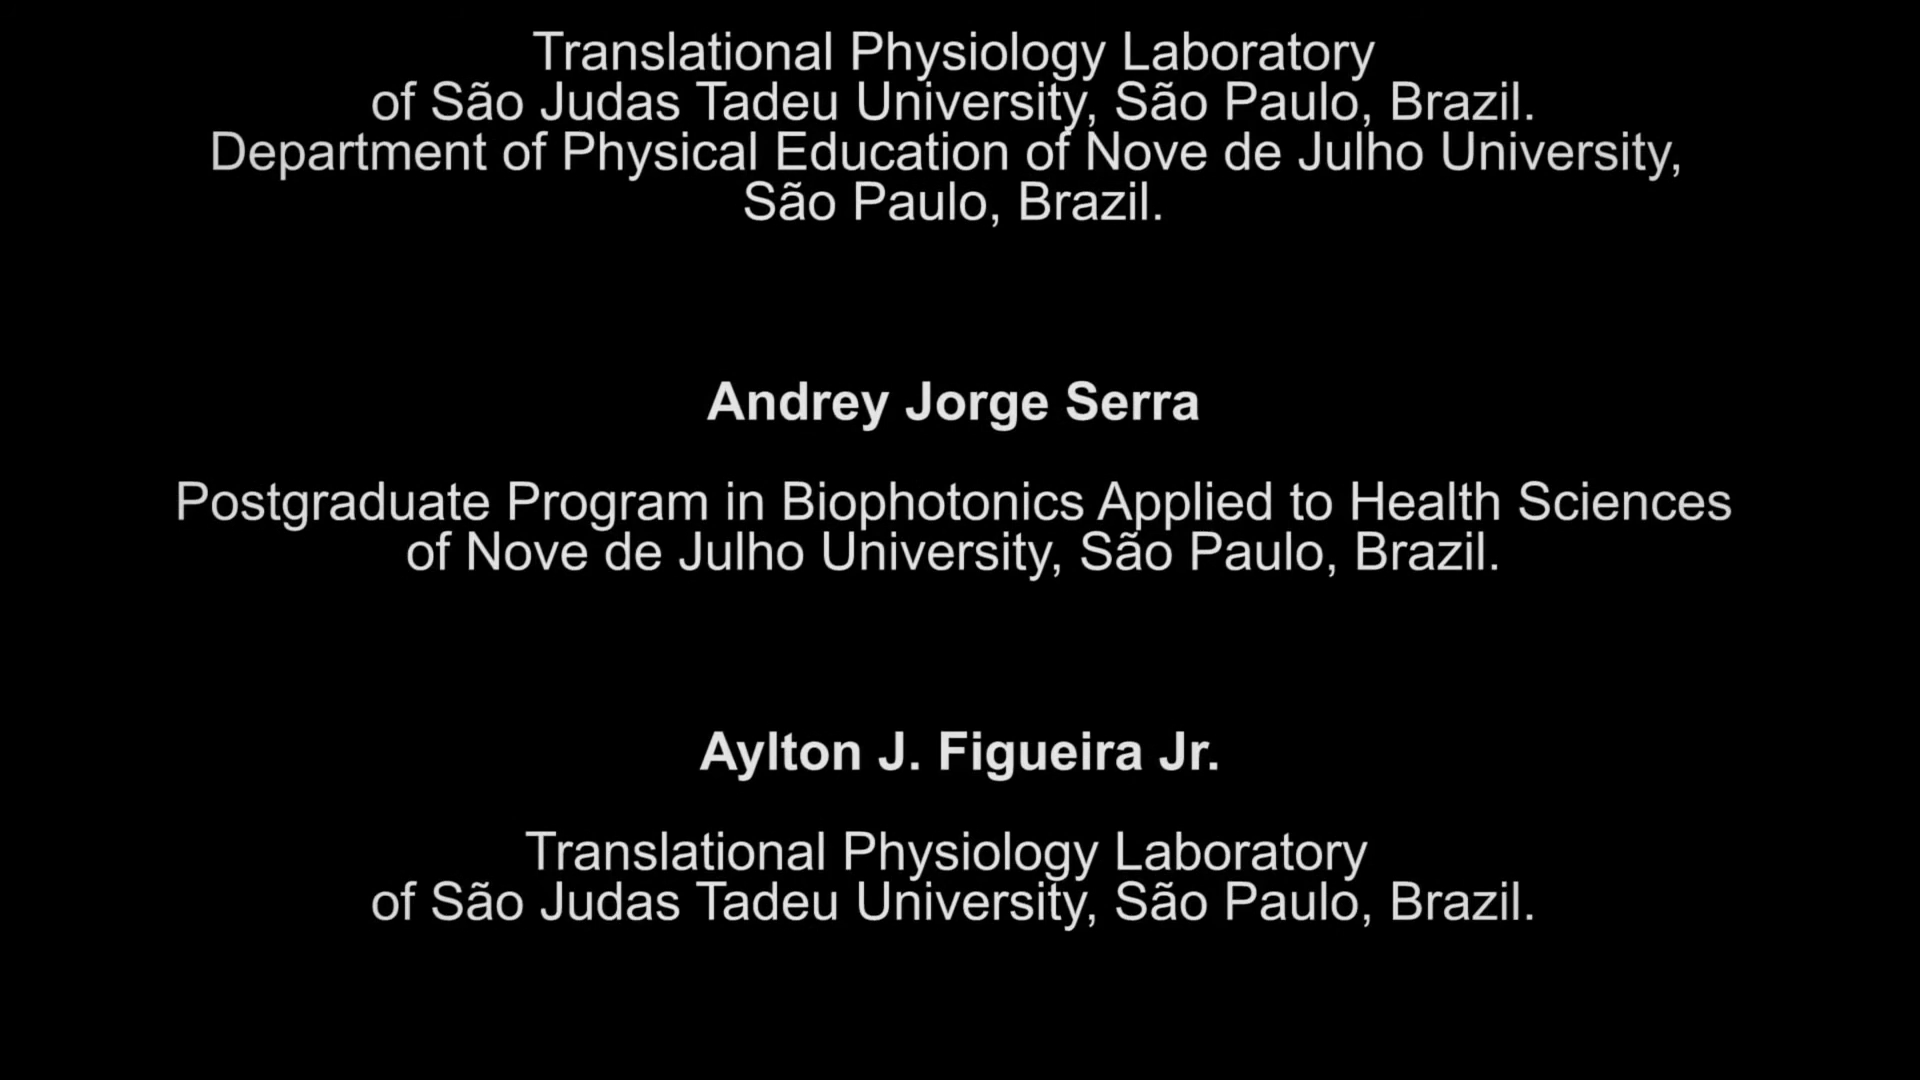 Translational Physiology Laboratory
of São Judas Tadeu University, São Paulo, Brazil.
Department of Physical Education of Nove de Julho University,
São Paulo, Brazil.
Andrey Jorge Serra
Postgraduate Program in Biophotonics Applied to Health Sciences
of Nove de Julho University, São Paulo, Brazil.
Aylton J. Figueira Jr.
Translational Physiology Laboratory
of São Judas Tadeu University, São Paulo, Brazil.